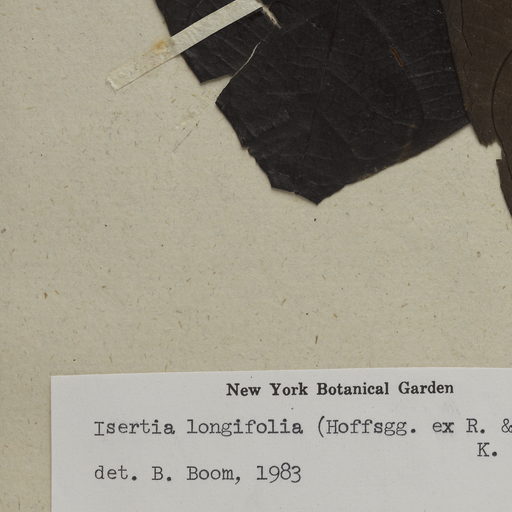 New York Botanical Garden
Isertia longifolia (Hoffsgg. ex R. &
K.
det. B. Boom, 1983